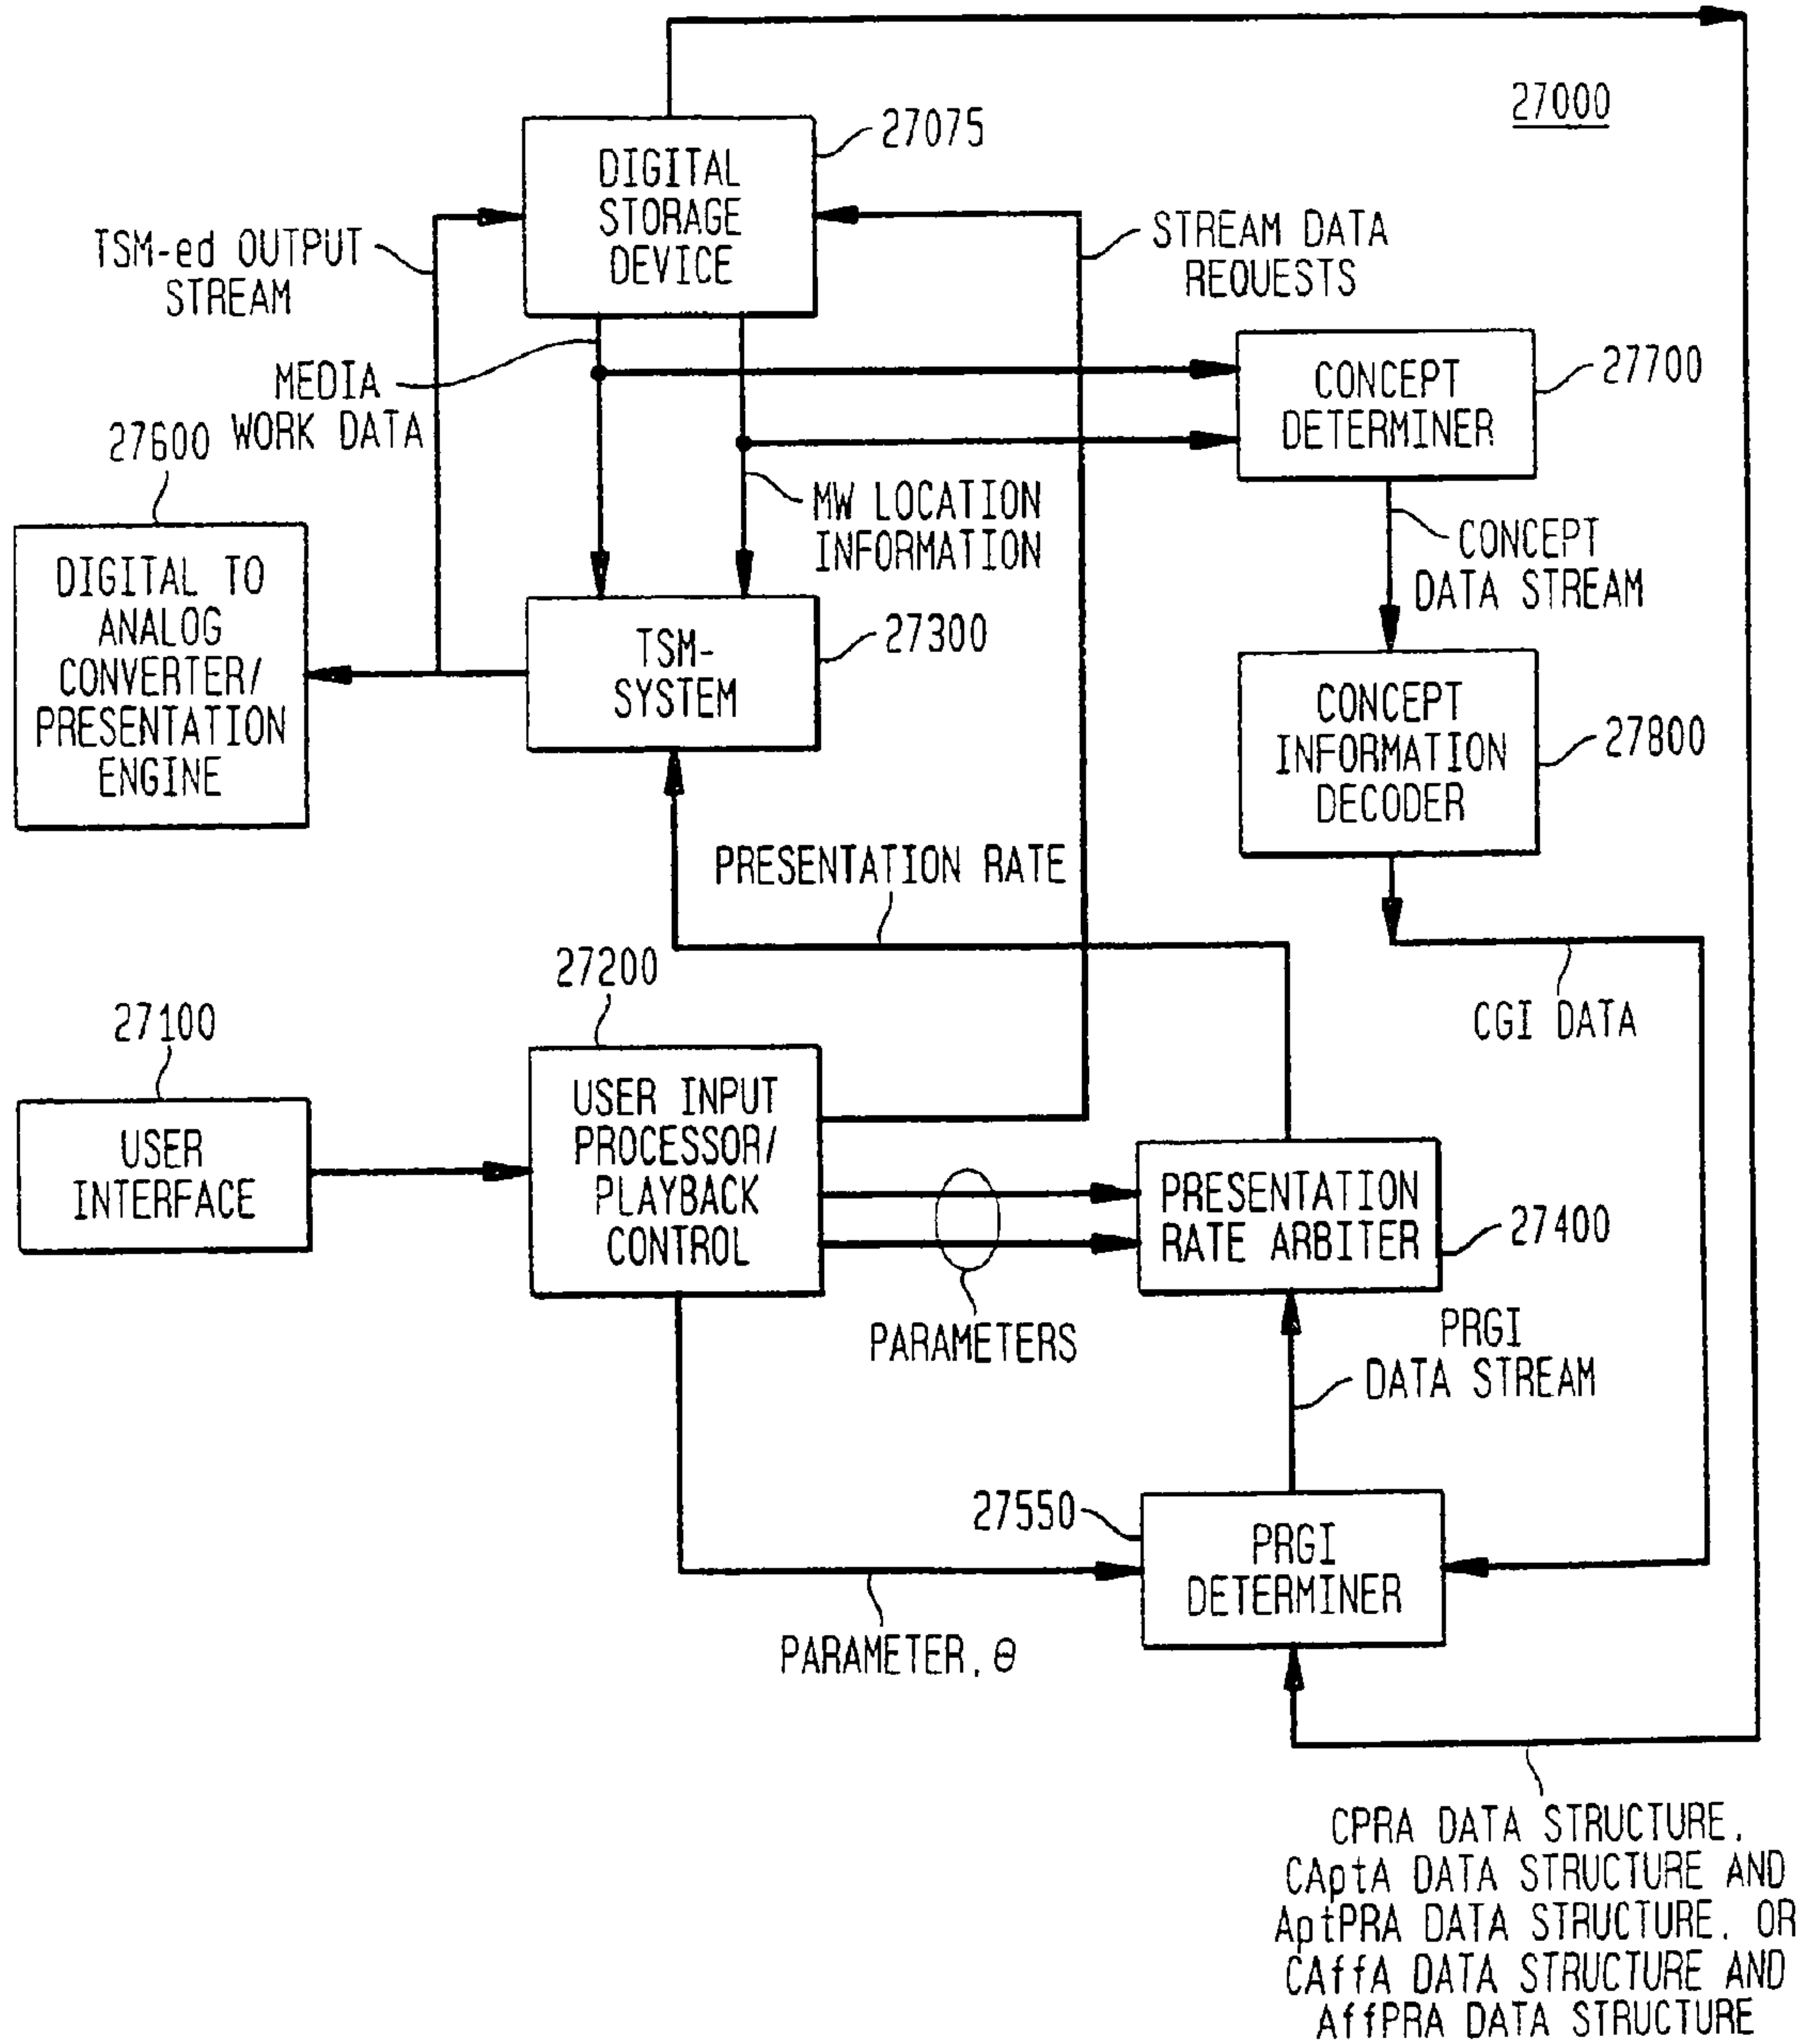 27000
27075
DIGITAL
STORAGE
DEVICE
TSM-ed OUTPUT
STREAM
STREAM DATA
REQUESTS
MEDIA
WORK DATA
CONCEPT
DETERMINER
27700
27600
MW LOCATION
INFORMATION
CONCEPT
DATA STREAM
DIGITAL TO
ANALOG
CONVERTER/
PRESENTATION
ENGINE
TSM-
SYSTEM
27300
CONCEPT
INFORMATION
DECODER
27800
PRESENTATION RATE
27200
CGI DATA
27100
USER
INTERFACE
USER INPUT
PROCESSOR/
PLAYBACK
CONTROL
PRESENTATION
RATE ARBITER
27400
PARAMETERS
PRGI
DATA STREAM
27550
PRGI
DETERMINER
PARAMETER, θ
CPRA DATA STRUCTURE,
CAptA DATA STRUCTURE AND
AptPRA DATA STRUCTURE, OR
CAffA DATA STRUCTURE AND
AffPRA DATA STRUCTURE